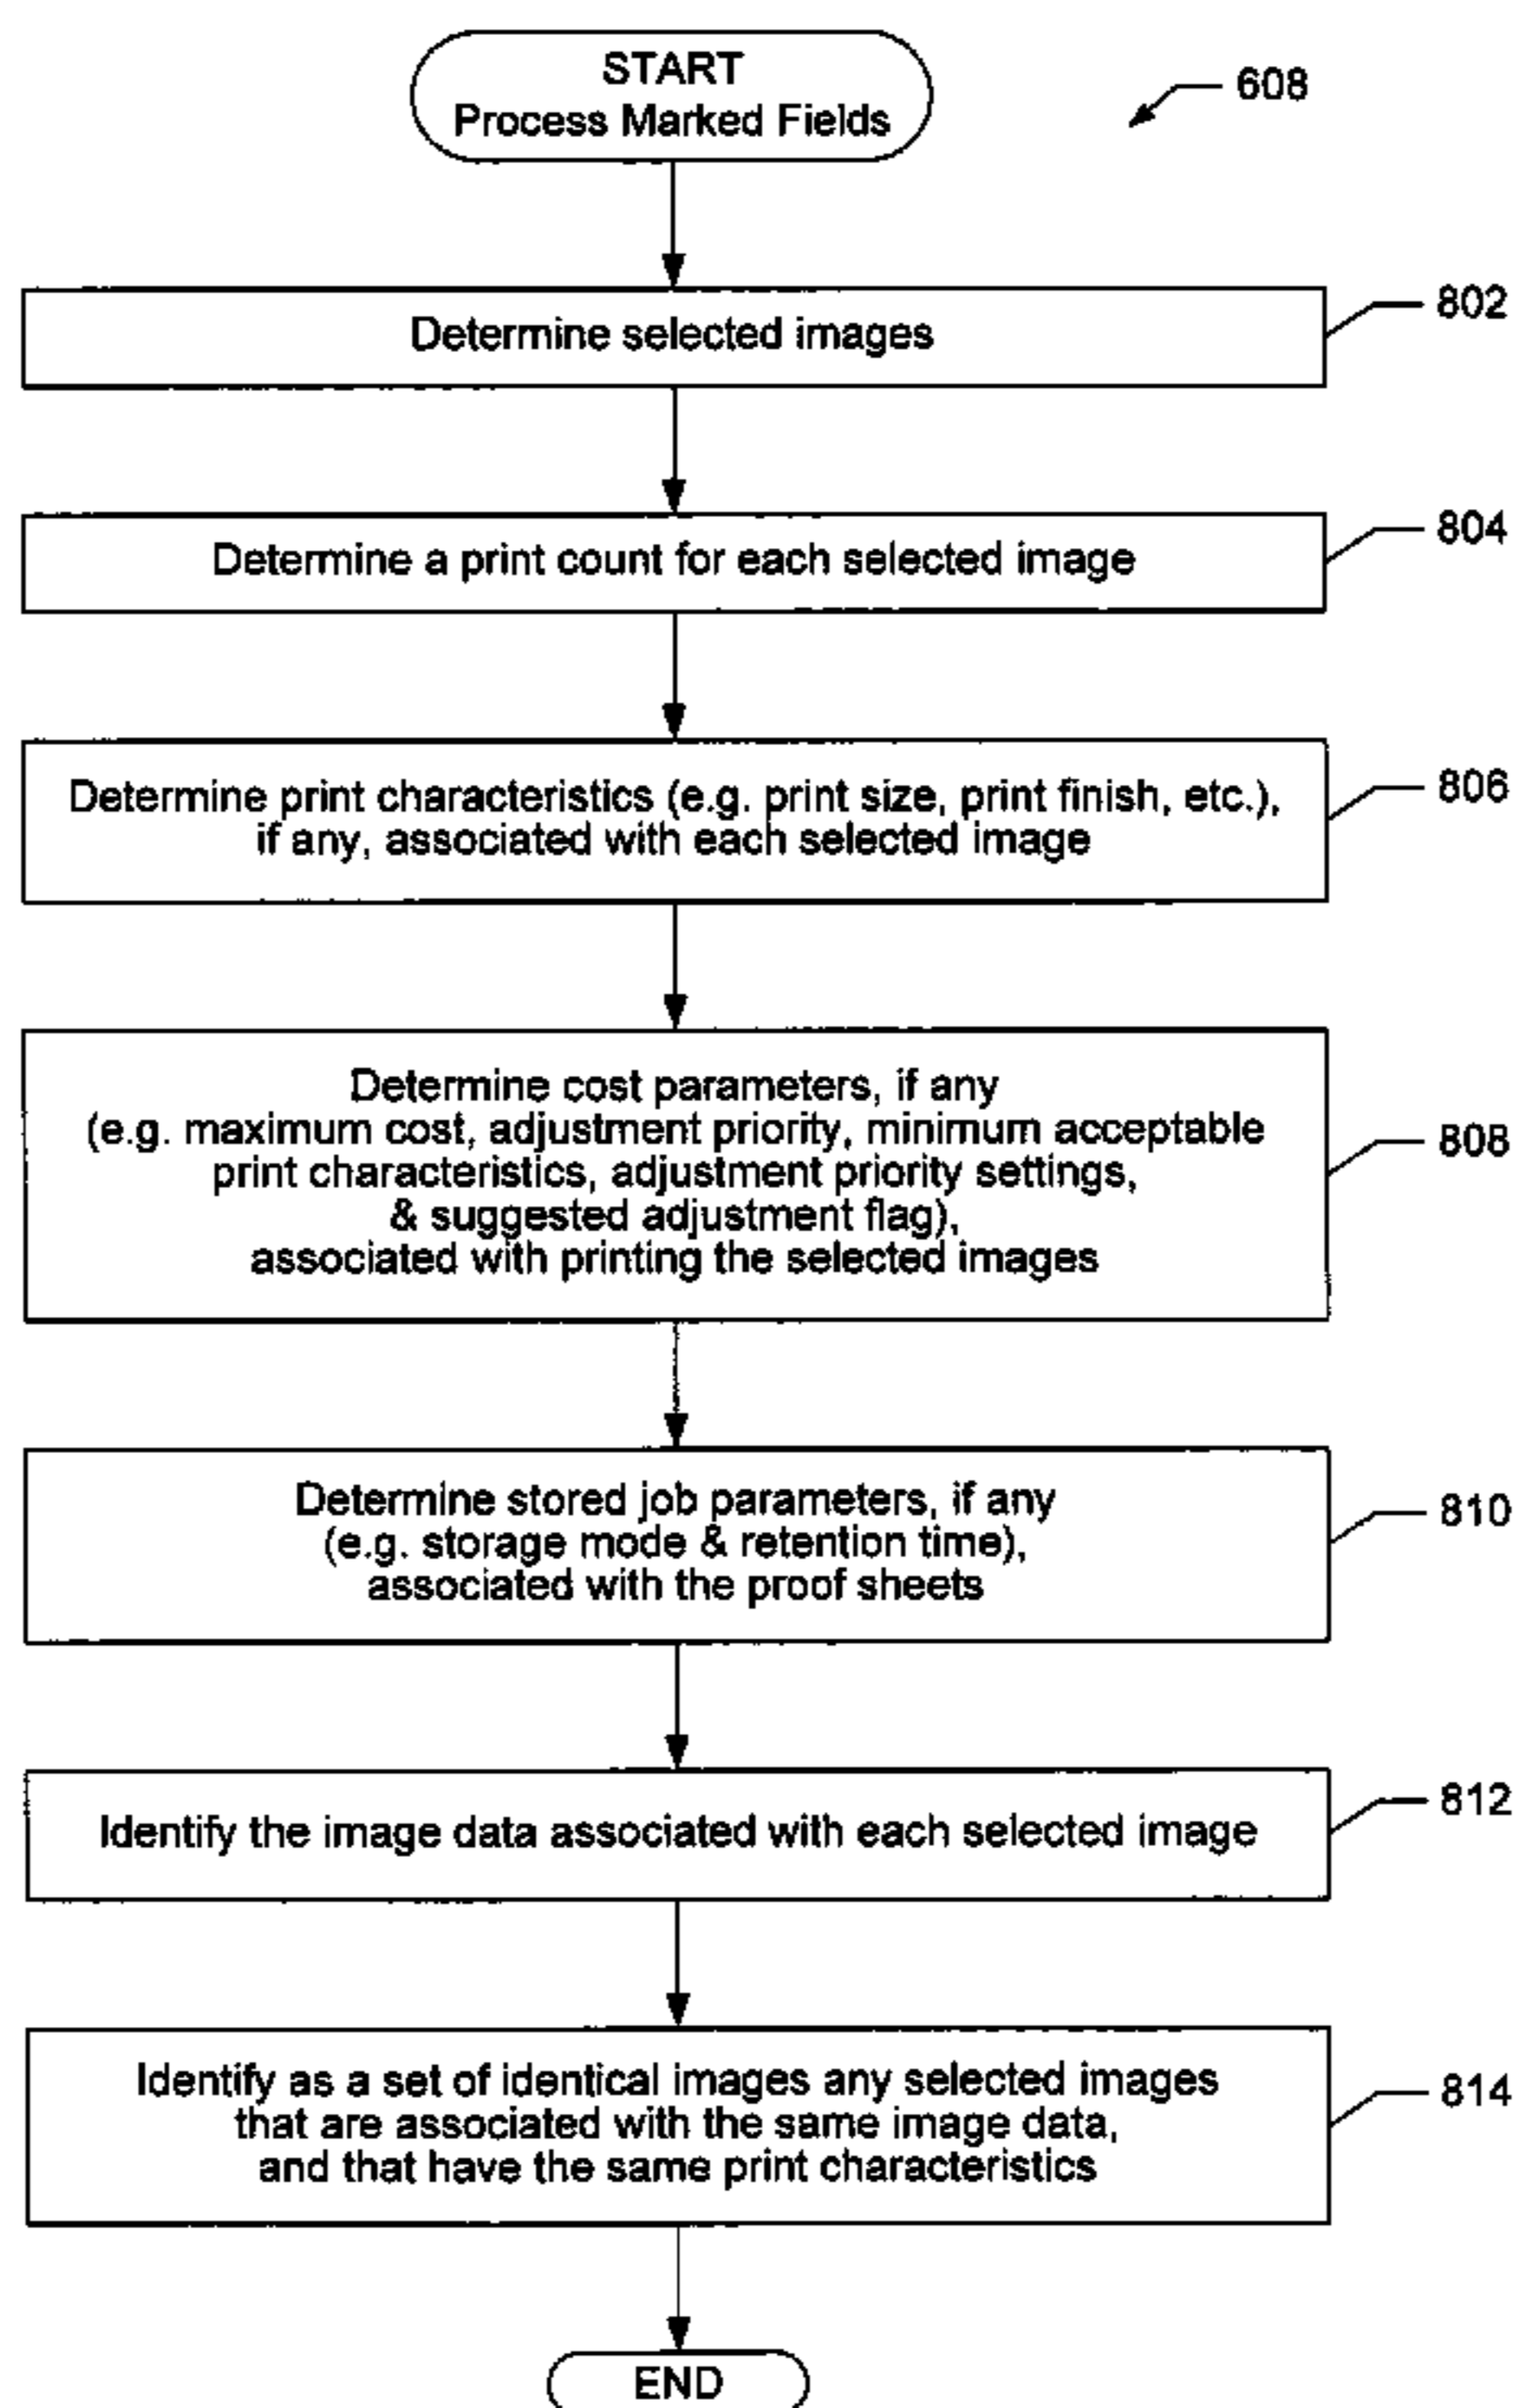 START
Process Marked Fields
608
Determine selected images
802
Determine a print count for each selected image
804
Determine print characteristics (e.g. print size, print finish, etc.),
if any, associated with each selected image
806
Determine cost parameters, if any
(e.g. maximum cost, adjustment priority, minimum acceptable
print characteristics, adjustment priority settings,
& suggested adjustment flag),
associated with printing the selected images
808
Determine stored job parameters, if any
(e.g. storage mode & retention time),
associated with the proof sheets
810
Identify the image data associated with each selected image
812
Identify as a set of identical images any selected images
that are associated with the same image data,
and that have the same print characteristics
814
END